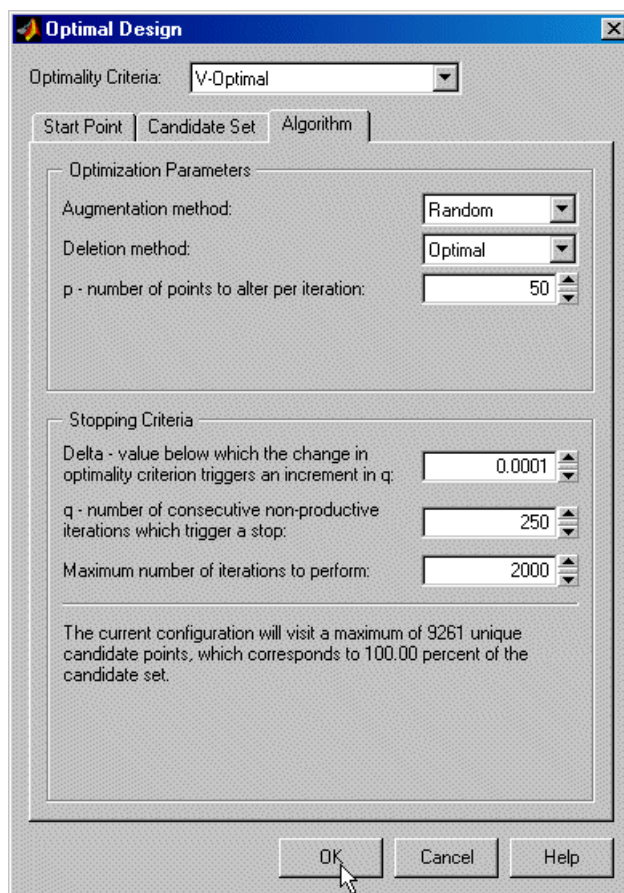 Optimal Design
Optimality Criteria: V-Optimal
Start Point Candidate Set Algorithm
Optimization Parameters
Augmentation method: Random
Deletion method: Optimal
p - number of points to alter per iteration: 50
Stopping Criteria
Delta - value below which the change in
optimality criterion triggers an increment in q: 0.0001
q - number of consecutive non-productive
iterations which trigger a stop: 250
Maximum number of iterations to perform: 2000
The current configuration will visit a maximum of 9261 unique
candidate points, which corresponds to 100.00 percent of the
candidate set.
OK Cancel Help